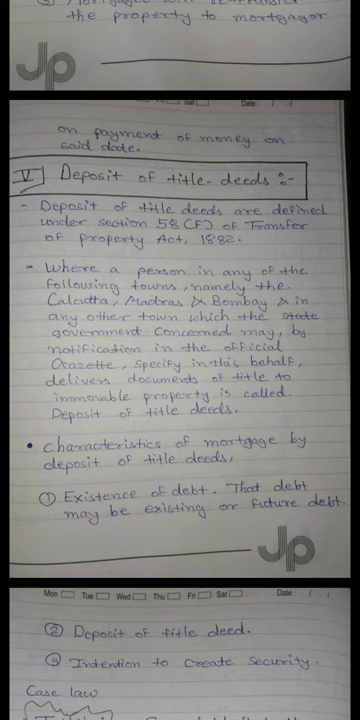 the property to mortgagor
Jp
Sat Date: / /
on payment of money on
said date.
V] Deposit of title deeds :-
- Deposit of title deeds are defined
under section 58 (F) of Transfer
of property Act, 1882.
- Where a person in any of the
following towns, namely the
Calcutta, Madras & Bombay & in
any other town which the state
government concerned may, by
notification in the official
Gazette, specify in this behalf,
delivers documents of title to
immovable property is called.
Deposit of title deeds.
• Characteristics of mortgage by
deposit of title deeds,
① Existence of debt. That debt
may be existing or future debt.
Jp
Mon Tue Wed Thu Fri Sat Date: / /
② Deposit of title deed.
③ Intention to create security.
Case law